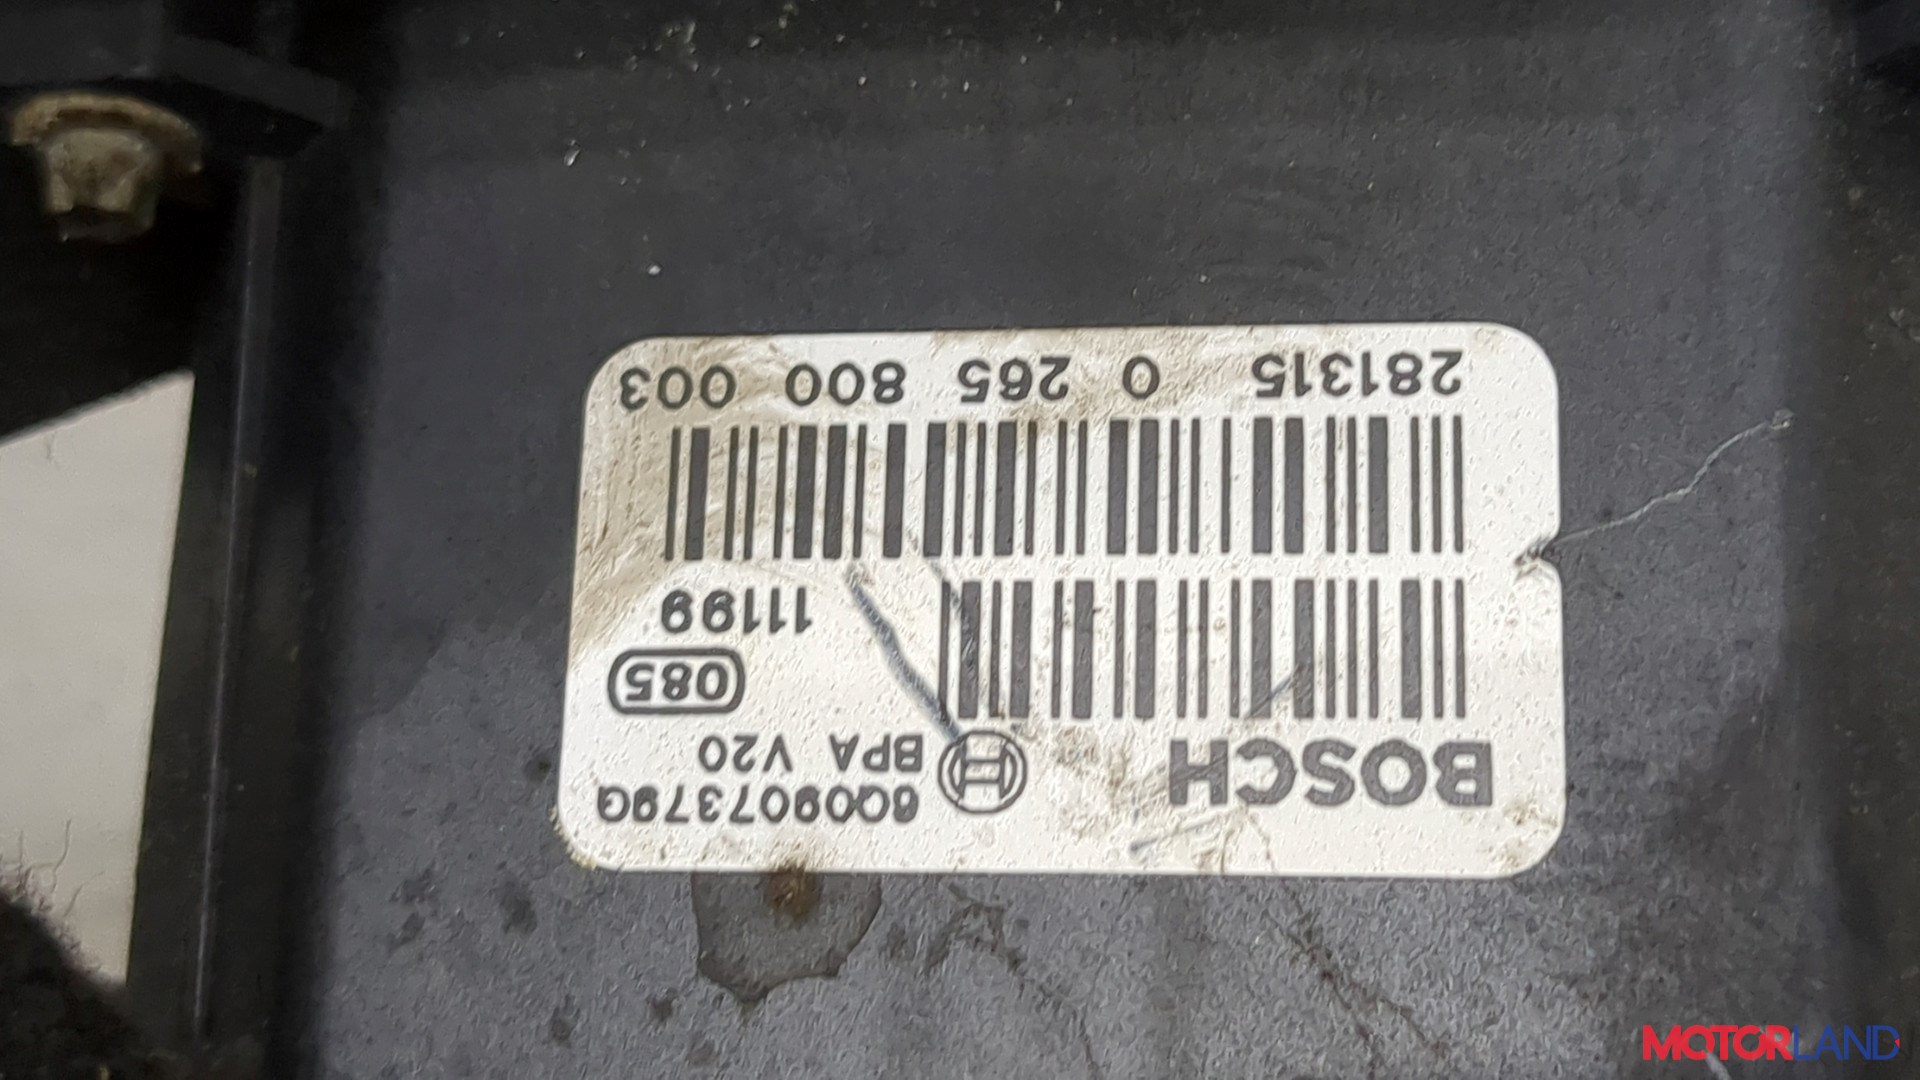 BOSCH
6Q0907379Q
BPA V20
085
11199
281315 0 265 800 003
MOTORLAND